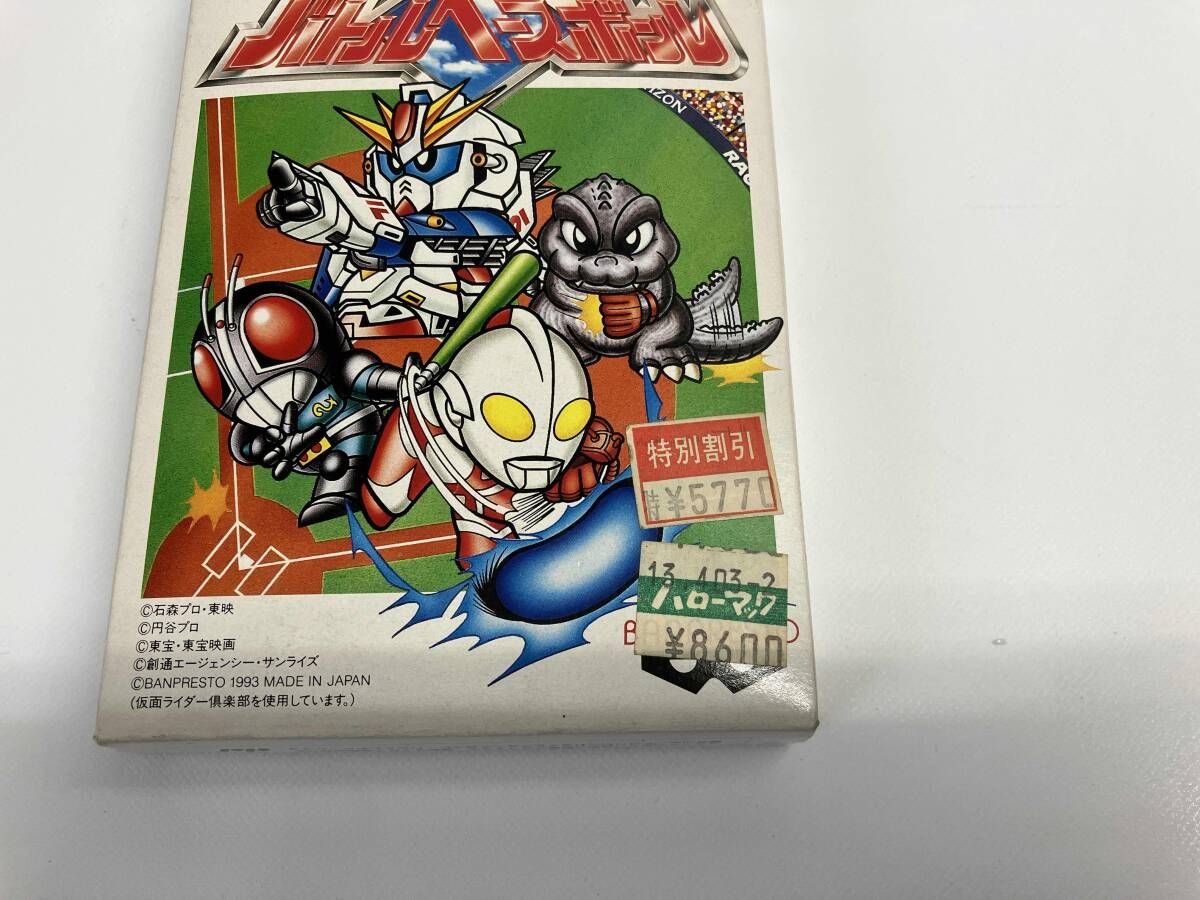 バトルベースボール
IZON
RAG
特別割引
特¥5770
13 403-2
ハローマック
¥8600
©石森プロ・東映
©円谷プロ
©東宝・東宝映画
©創通エージェンシー・サンライズ
©BANPRESTO 1993 MADE IN JAPAN
(仮面ライダー倶楽部を使用しています。)